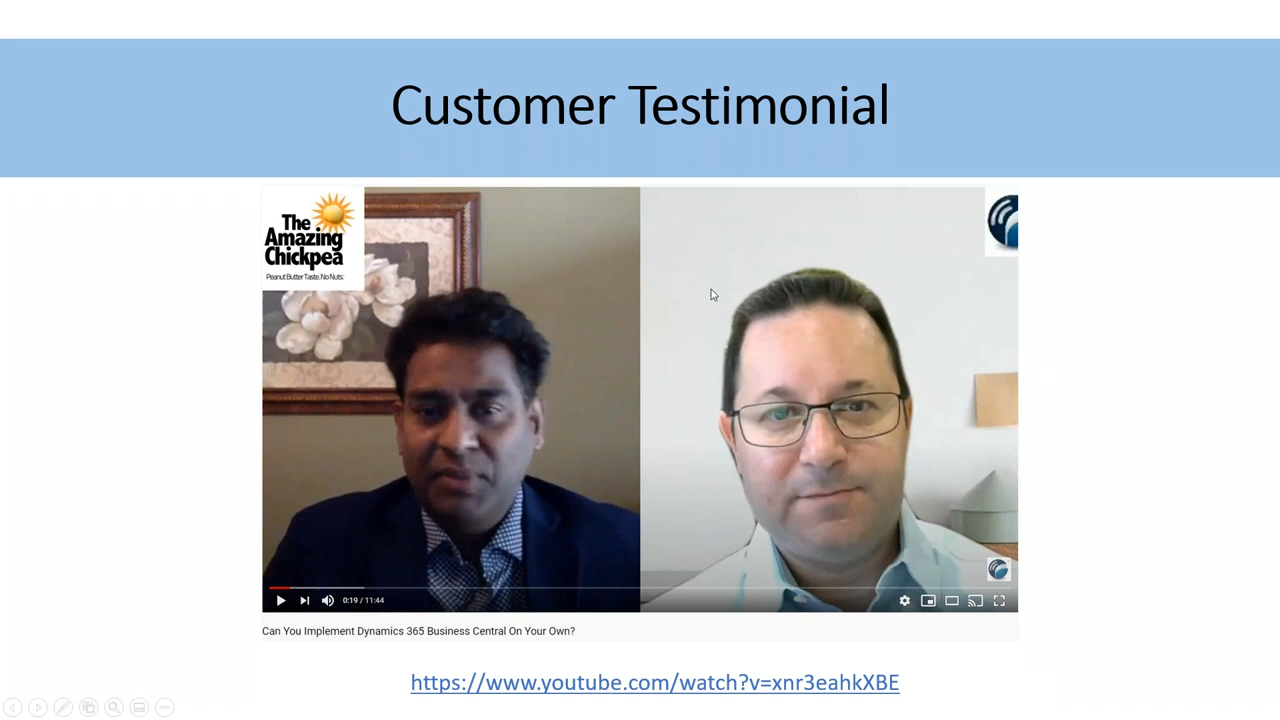 Customer Testimonial
The
Amazing
Chickpea
Peanut Butter Taste. No Nuts.
0:19 / 11:44
Can You Implement Dynamics 365 Business Central On Your Own?
https://www.youtube.com/watch?v=xnr3eahkXBE